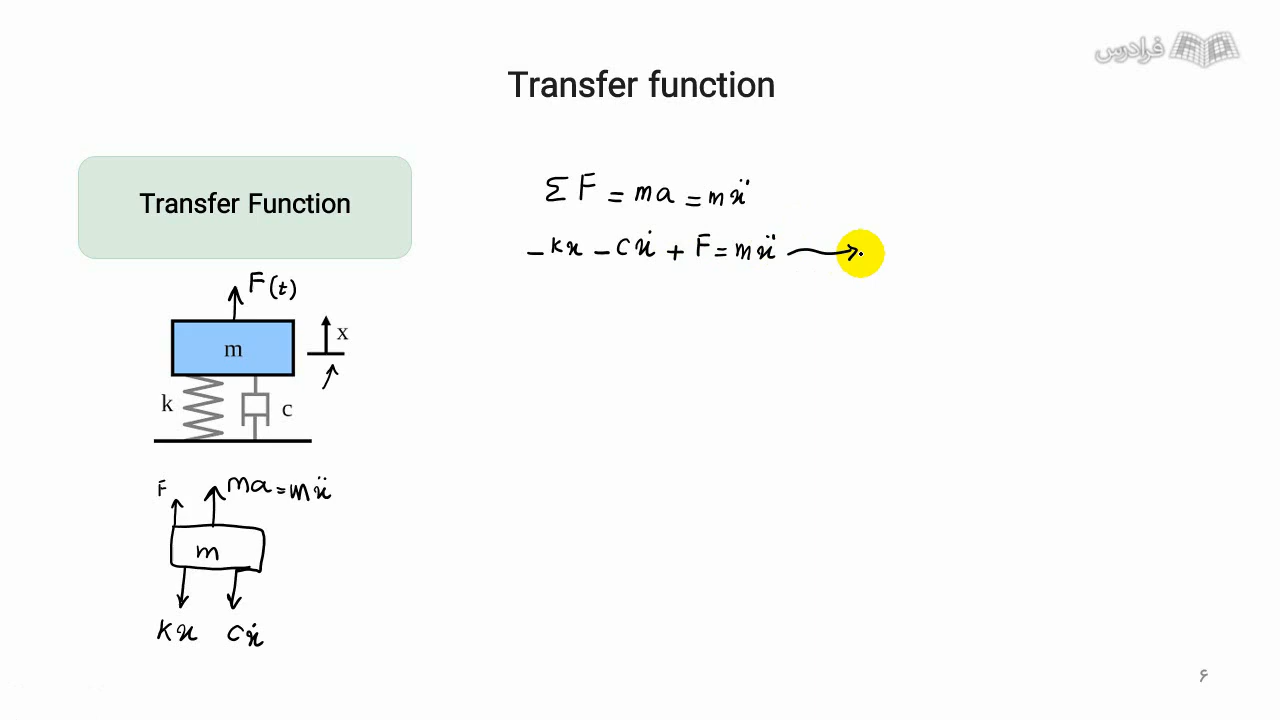 فرادرس
Transfer function
Transfer Function
ΣF = ma = mẍ
-kx - cẋ + F = mẍ
F(t)
m
x
k
c
F
ma = mẍ
m
kx
cẋ
۶